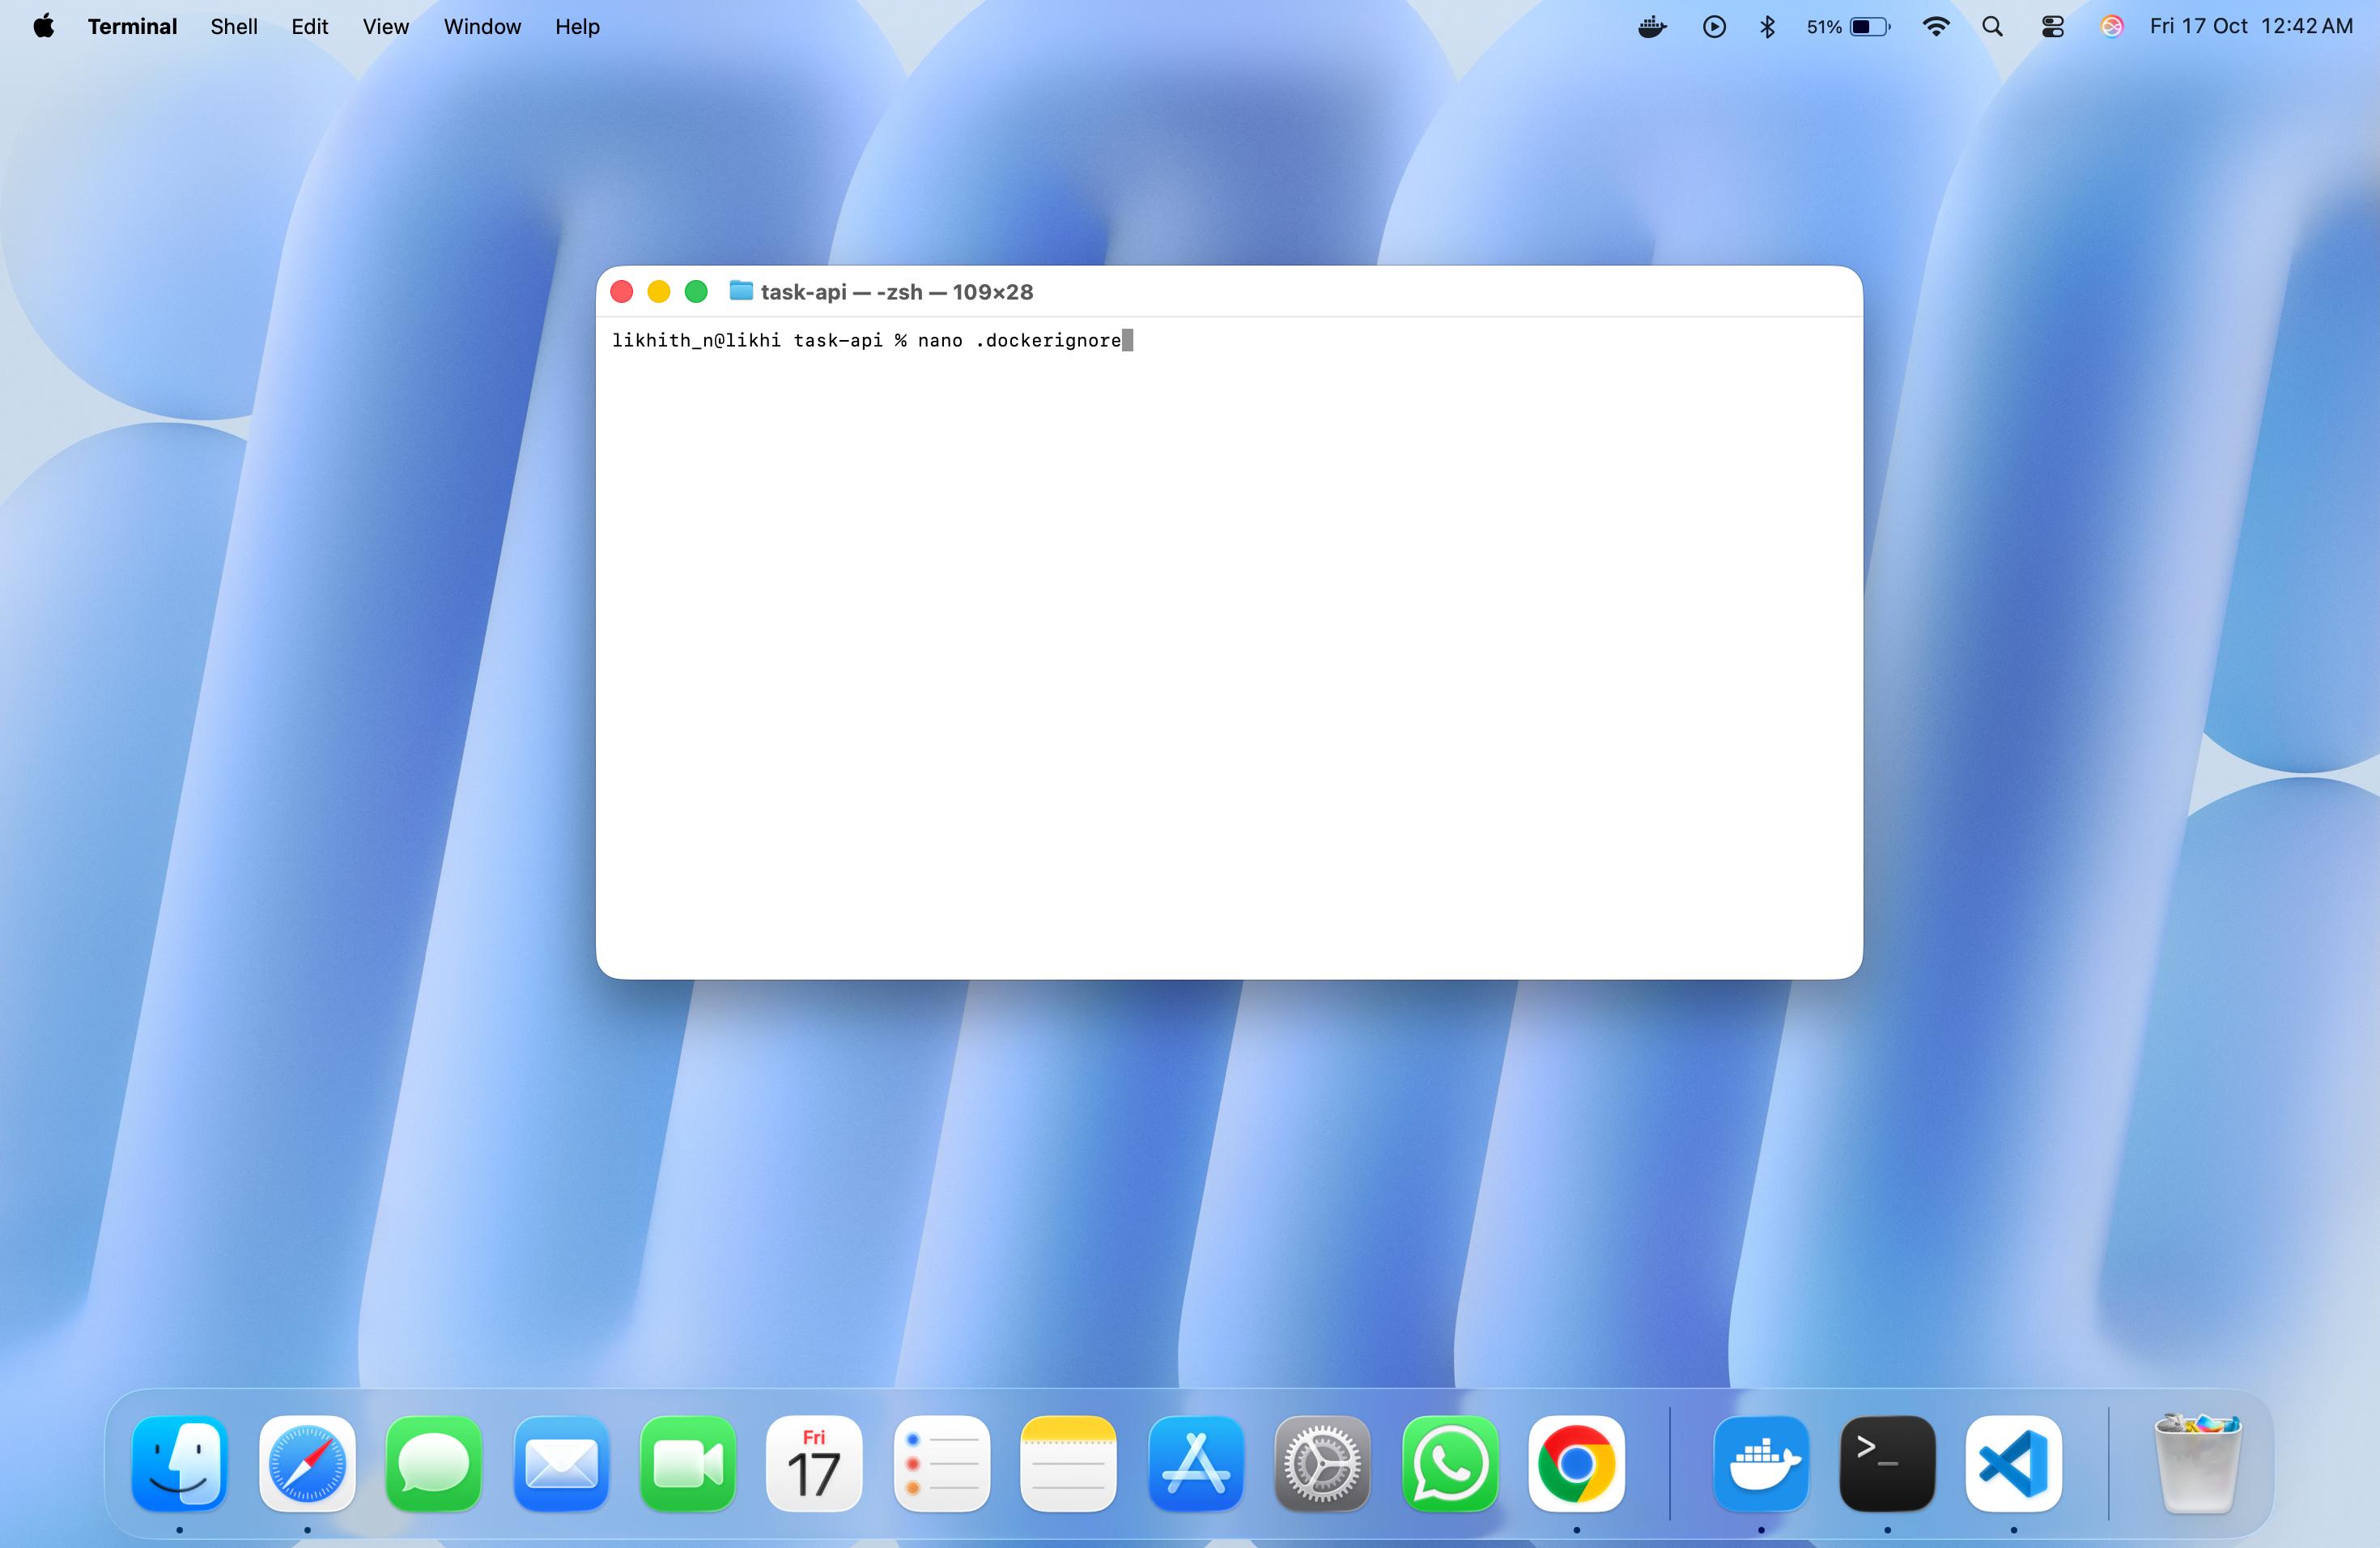 Terminal Shell Edit View Window Help 51% Fri 17 Oct 12:42 AM
task-api — -zsh — 109×28
likhith_n@likhi task-api % nano .dockerignore
Fri
17
>_